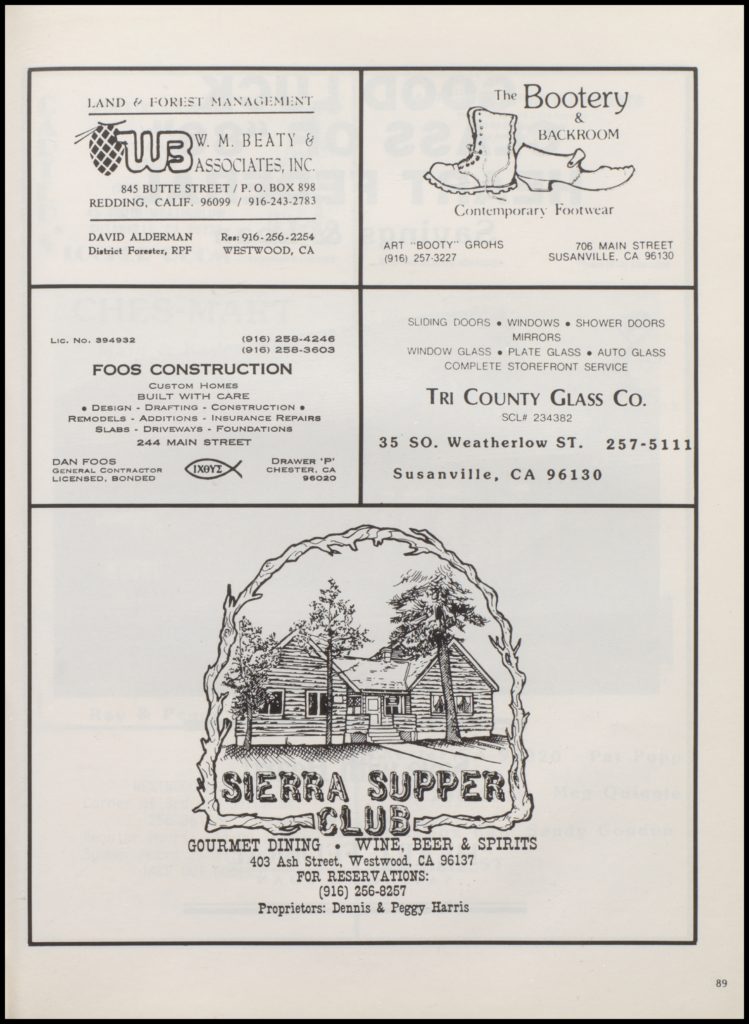 LAND & FOREST MANAGEMENT
WB
W. M. BEATY &
ASSOCIATES, INC.
845 BUTTE STREET / P. O. BOX 898
REDDING, CALIF. 96099 / 916-243-2783
DAVID ALDERMAN Res: 916-256-2254
District Forester, RPF WESTWOOD, CA
The Bootery
&
BACKROOM
Contemporary Footwear
ART "BOOTY" GROHS 706 MAIN STREET
(916) 257-3227 SUSANVILLE, CA 96130
LIC. NO. 394932 (916) 258-4246
(916) 258-3603
FOOS CONSTRUCTION
CUSTOM HOMES
BUILT WITH CARE
• DESIGN - DRAFTING - CONSTRUCTION •
REMODELS - ADDITIONS - INSURANCE REPAIRS
SLABS - DRIVEWAYS - FOUNDATIONS
244 MAIN STREET
DAN FOOS DRAWER 'P'
GENERAL CONTRACTOR ΙΧΘΥΣ CHESTER, CA
LICENSED, BONDED 96020
SLIDING DOORS • WINDOWS • SHOWER DOORS
MIRRORS
WINDOW GLASS • PLATE GLASS • AUTO GLASS
COMPLETE STOREFRONT SERVICE
TRI COUNTY GLASS CO.
SCL# 234382
35 SO. Weatherlow ST. 257-5111
Susanville, CA 96130
SIERRA SUPPER
CLUB
GOURMET DINING • WINE, BEER & SPIRITS
403 Ash Street, Westwood, CA 96137
FOR RESERVATIONS:
(916) 256-8257
Proprietors: Dennis & Peggy Harris
89